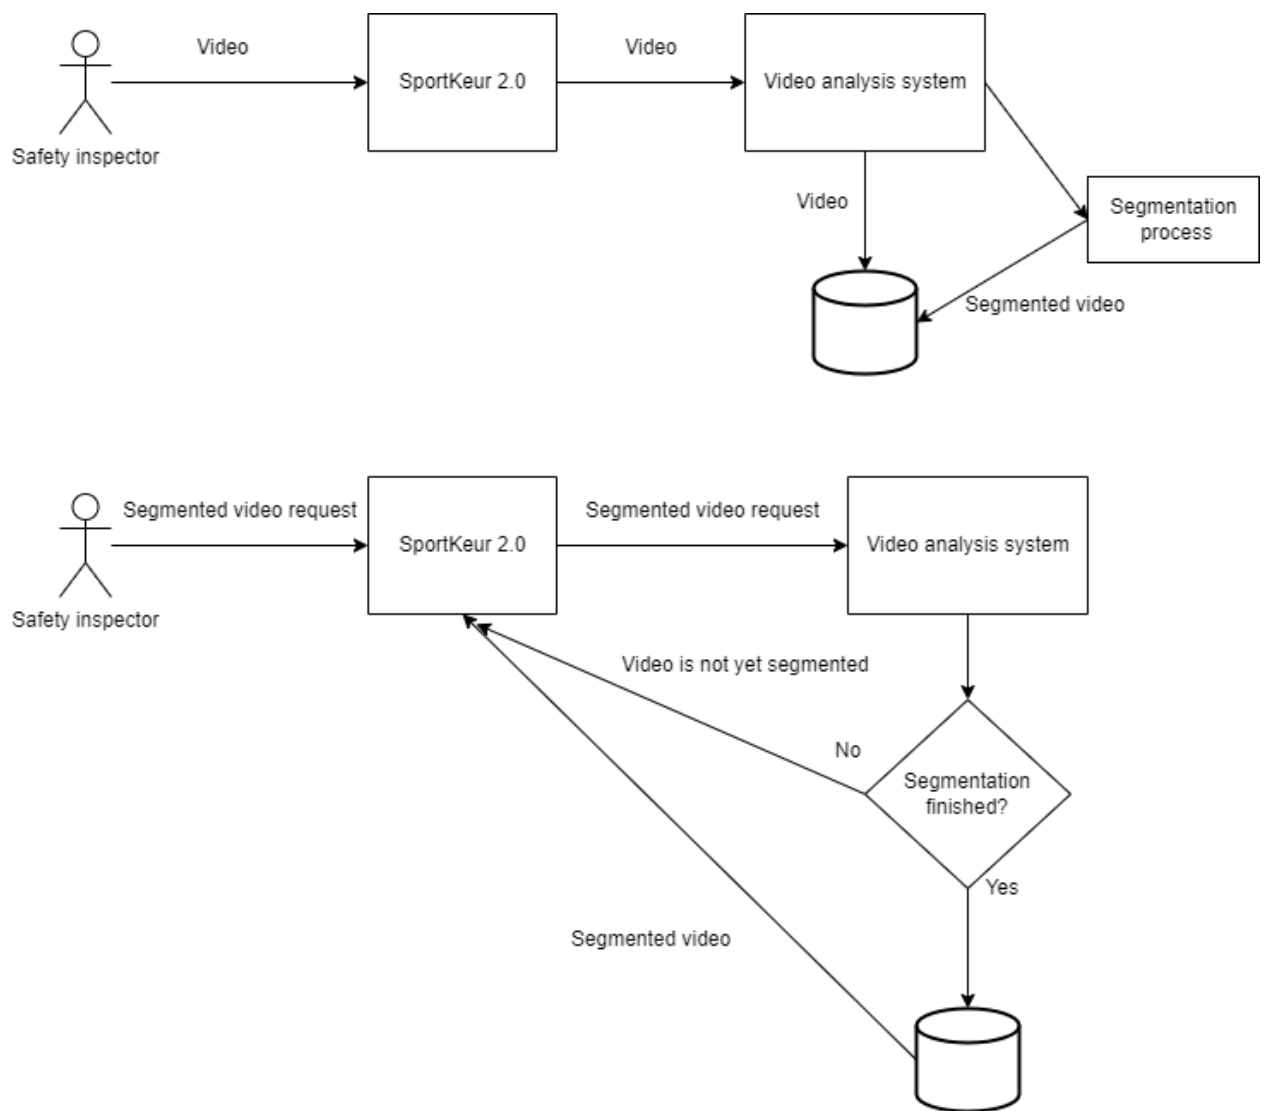 Video
Video
SportKeur 2.0
Video analysis system
Safety inspector
Video
Segmentation
process
Segmented video
Segmented video request
Segmented video request
SportKeur 2.0
Video analysis system
Safety inspector
Video is not yet segmented
No
Segmentation
finished?
Yes
Segmented video